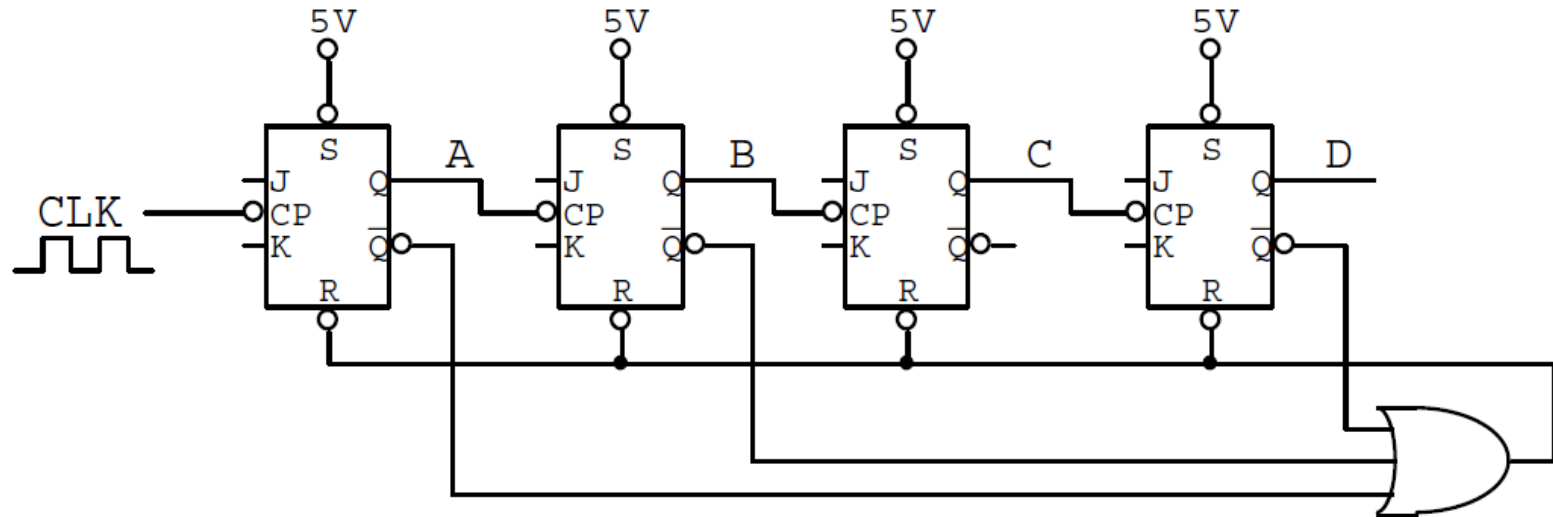 5V 5V 5V 5V
S S S S
A B C D
J Q J Q J Q J Q
CLK CP CP CP CP
K Q̅ K Q̅ K Q̅ K Q̅
R R R R